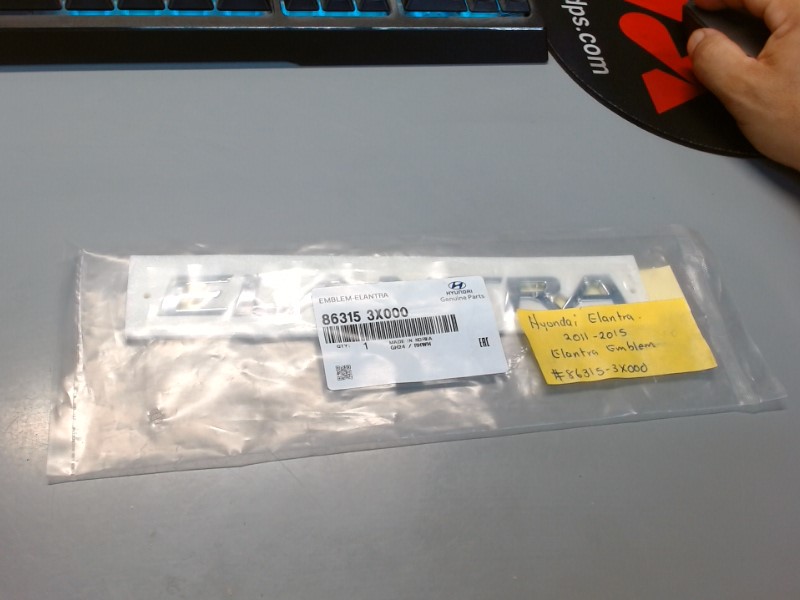 dps.com
ELANTRA
EMBLEM-ELANTRA
HYUNDAI
Genuine Parts
86315 3X000
QTY: 1
MADE IN KOREA
EAC
Hyundai Elantra.
2011-2015
Elantra Emblem
#86315-3X000